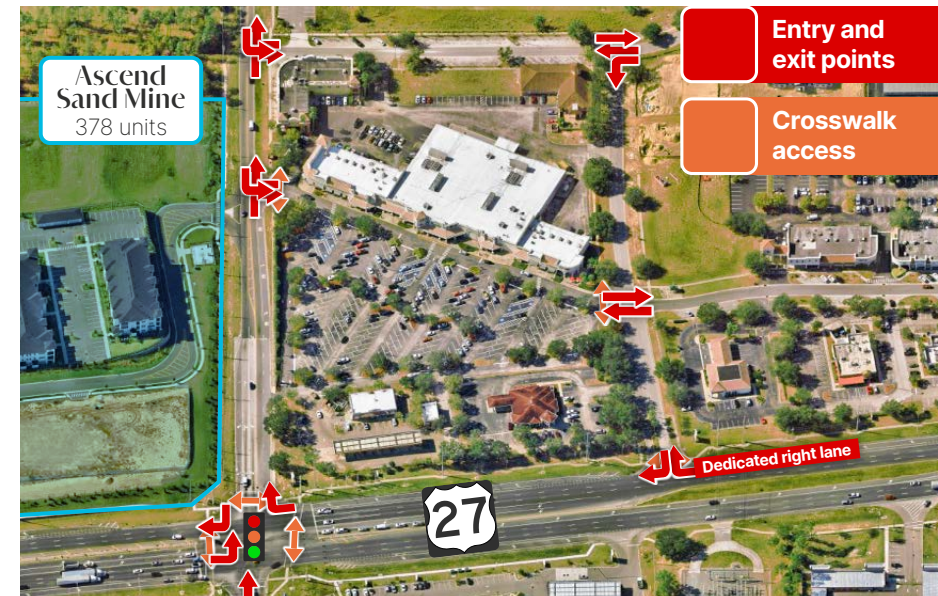 Ascend
Sand Mine
378 units
Entry and
exit points
Crosswalk
access
Dedicated right lane
27